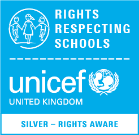 RIGHTS
RESPECTING
SCHOOLS
unicef
UNITED KINGDOM
SILVER – RIGHTS AWARE